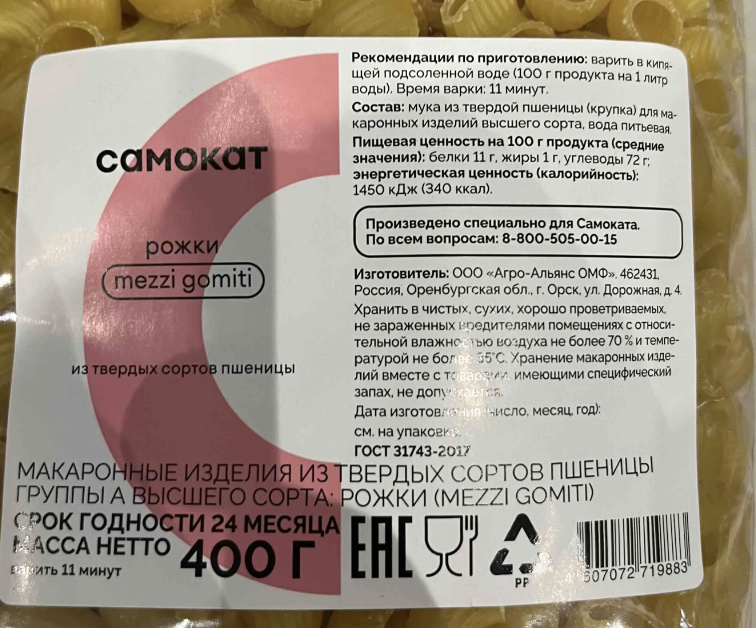 самокат
рожки
mezzi gomiti
из твердых сортов пшеницы
Рекомендации по приготовлению: варить в кипя-
щей подсоленной воде (100 г продукта на 1 литр
воды). Время варки: 11 минут.
Состав: мука из твердой пшеницы (крупка) для ма-
каронных изделий высшего сорта, вода питьевая.
Пищевая ценность на 100 г продукта (средние
значения): белки 11 г, жиры 1 г, углеводы 72 г;
энергетическая ценность (калорийность):
1450 кДж (340 ккал).
Произведено специально для Самоката.
По всем вопросам: 8-800-505-00-15
Изготовитель: ООО «Агро-Альянс ОМФ». 462431,
Россия, Оренбургская обл., г. Орск, ул. Дорожная, д. 4.
Хранить в чистых, сухих, хорошо проветриваемых,
не зараженных вредителями помещениях с относи-
тельной влажностью воздуха не более 70 % и темпе-
ратурой не более °C. Хранение макаронных изде-
лий вместе с товарами, имеющими специфический
запах, не допускается.
Дата изготовления (число, месяц, год):
см. на упаковке.
ГОСТ 31743-2017
МАКАРОННЫЕ ИЗДЕЛИЯ ИЗ ТВЕРДЫХ СОРТОВ ПШЕНИЦЫ
ГРУППЫ А ВЫСШЕГО СОРТА: РОЖКИ (MEZZI GOMITI)
СРОК ГОДНОСТИ 24 МЕСЯЦА
МАССА НЕТТО 400 Г
варить 11 минут
EAC
PP
607072 719883